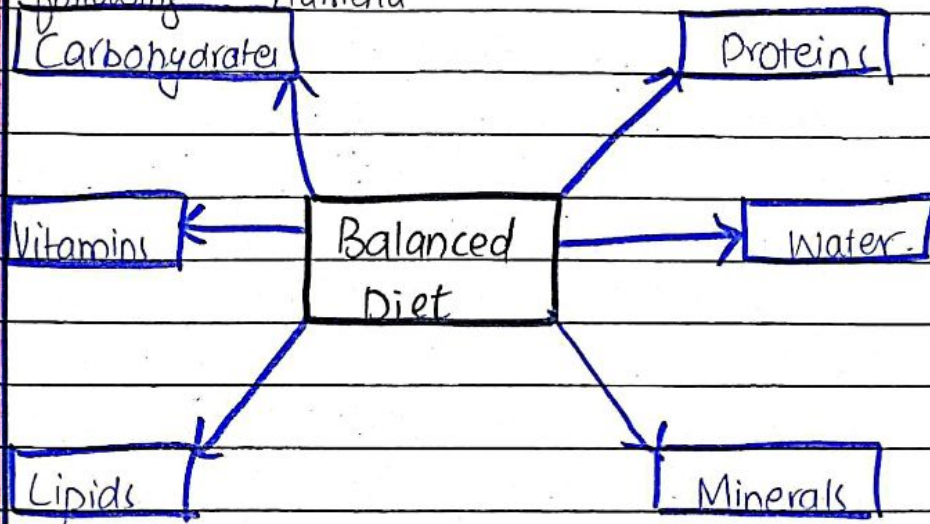 Carbohydrates
Proteins
Vitamins
Balanced
Diet
Water.
Lipids
Minerals